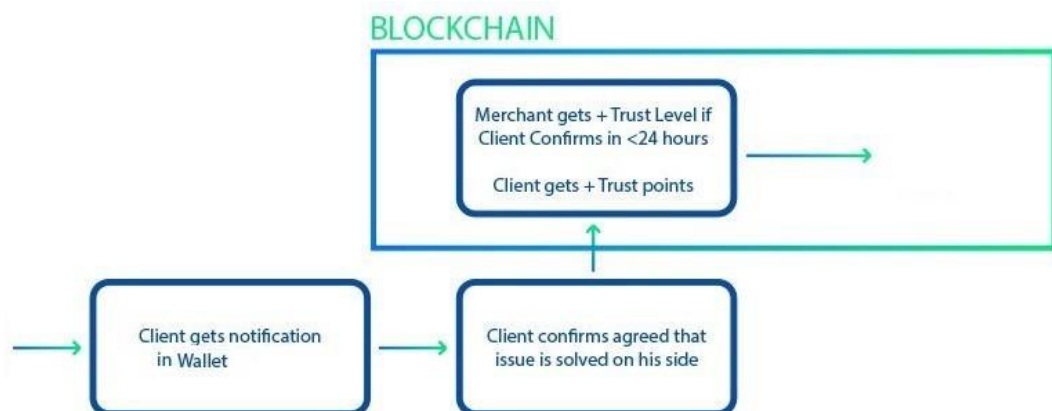 BLOCKCHAIN
Merchant gets + Trust Level if
Client Confirms in <24 hours
Client gets + Trust points
Client gets notification
in Wallet
Client confirms agreed that
issue is solved on his side